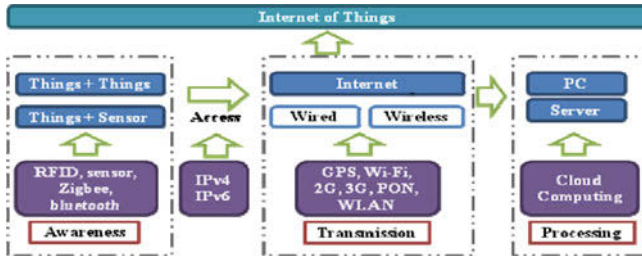 Internet of Things
Things + Things
Things + Sensor
RFID, sensor,
Zigbee,
bluetooth
Awareness
Access
IPv4
IPv6
Internet
Wired
Wireless
GPS, Wi-Fi,
2G, 3G, PON,
WLAN
Transmission
PC
Server
Cloud
Computing
Processing